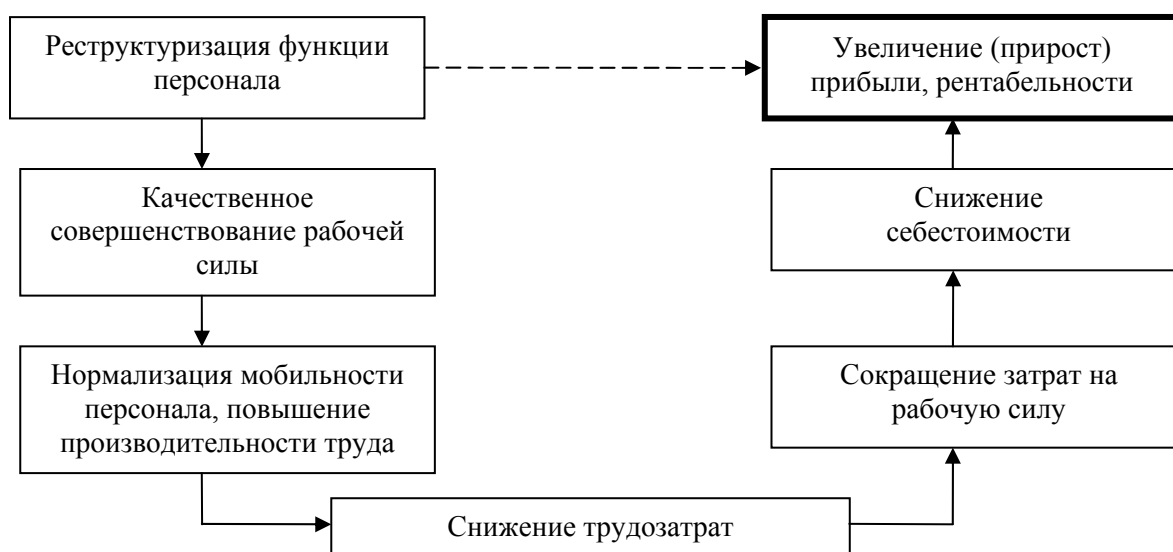 Реструктуризация функции
персонала
Увеличение (прирост)
прибыли, рентабельности
Качественное
совершенствование рабочей
силы
Снижение
себестоимости
Нормализация мобильности
персонала, повышение
производительности труда
Сокращение затрат на
рабочую силу
Снижение трудозатрат